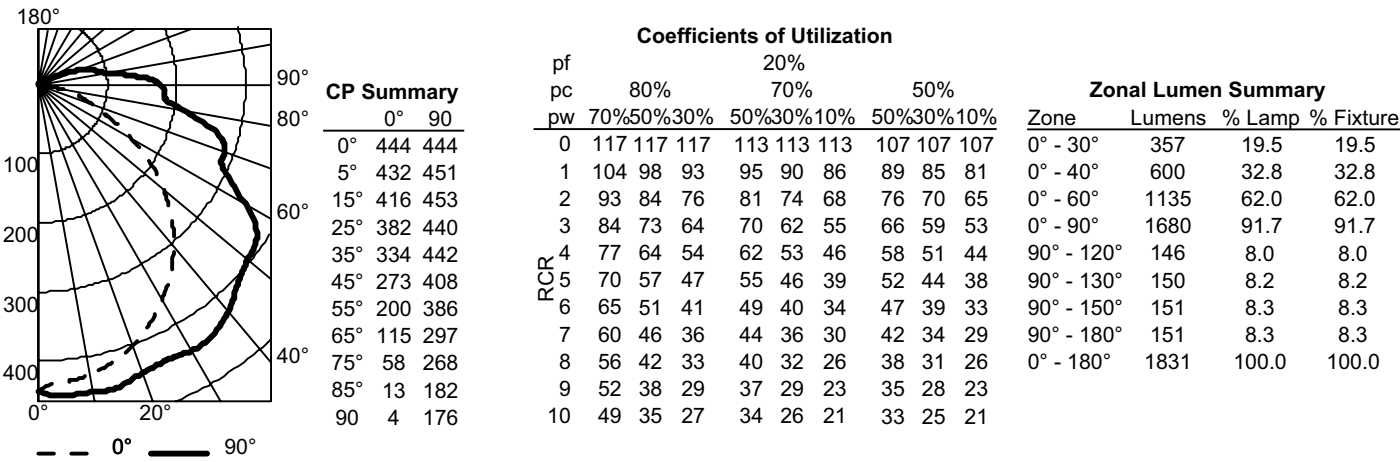 180°
90°
80°
60°
40°
20°
0°
100
200
300
400
0° 90°
CP Summary
0° 90
0° 444 444
5° 432 451
15° 416 453
25° 382 440
35° 334 442
45° 273 408
55° 200 386
65° 115 297
75° 58 268
85° 13 182
90 4 176
Coefficients of Utilization
pf 20%
pc 80% 70% 50%
pw 70%50%30% 50%30%10% 50%30%10%
RCR
0 117 117 117 113 113 113 107 107 107
1 104 98 93 95 90 86 89 85 81
2 93 84 76 81 74 68 76 70 65
3 84 73 64 70 62 55 66 59 53
4 77 64 54 62 53 46 58 51 44
5 70 57 47 55 46 39 52 44 38
6 65 51 41 49 40 34 47 39 33
7 60 46 36 44 36 30 42 34 29
8 56 42 33 40 32 26 38 31 26
9 52 38 29 37 29 23 35 28 23
10 49 35 27 34 26 21 33 25 21
Zonal Lumen Summary
Zone Lumens % Lamp % Fixture
0° - 30° 357 19.5 19.5
0° - 40° 600 32.8 32.8
0° - 60° 1135 62.0 62.0
0° - 90° 1680 91.7 91.7
90° - 120° 146 8.0 8.0
90° - 130° 150 8.2 8.2
90° - 150° 151 8.3 8.3
90° - 180° 151 8.3 8.3
0° - 180° 1831 100.0 100.0